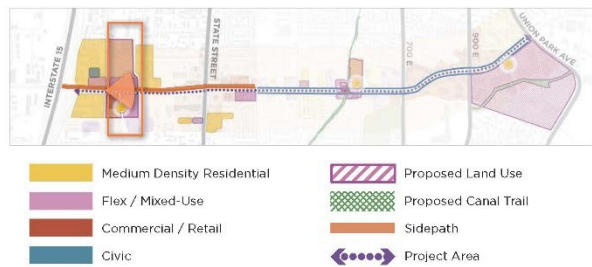 INTERSTATE 15
STATE STREET
700 E
900 E
UNION PARK AVE
Medium Density Residential
Flex / Mixed-Use
Commercial / Retail
Civic
Proposed Land Use
Proposed Canal Trail
Sidepath
Project Area